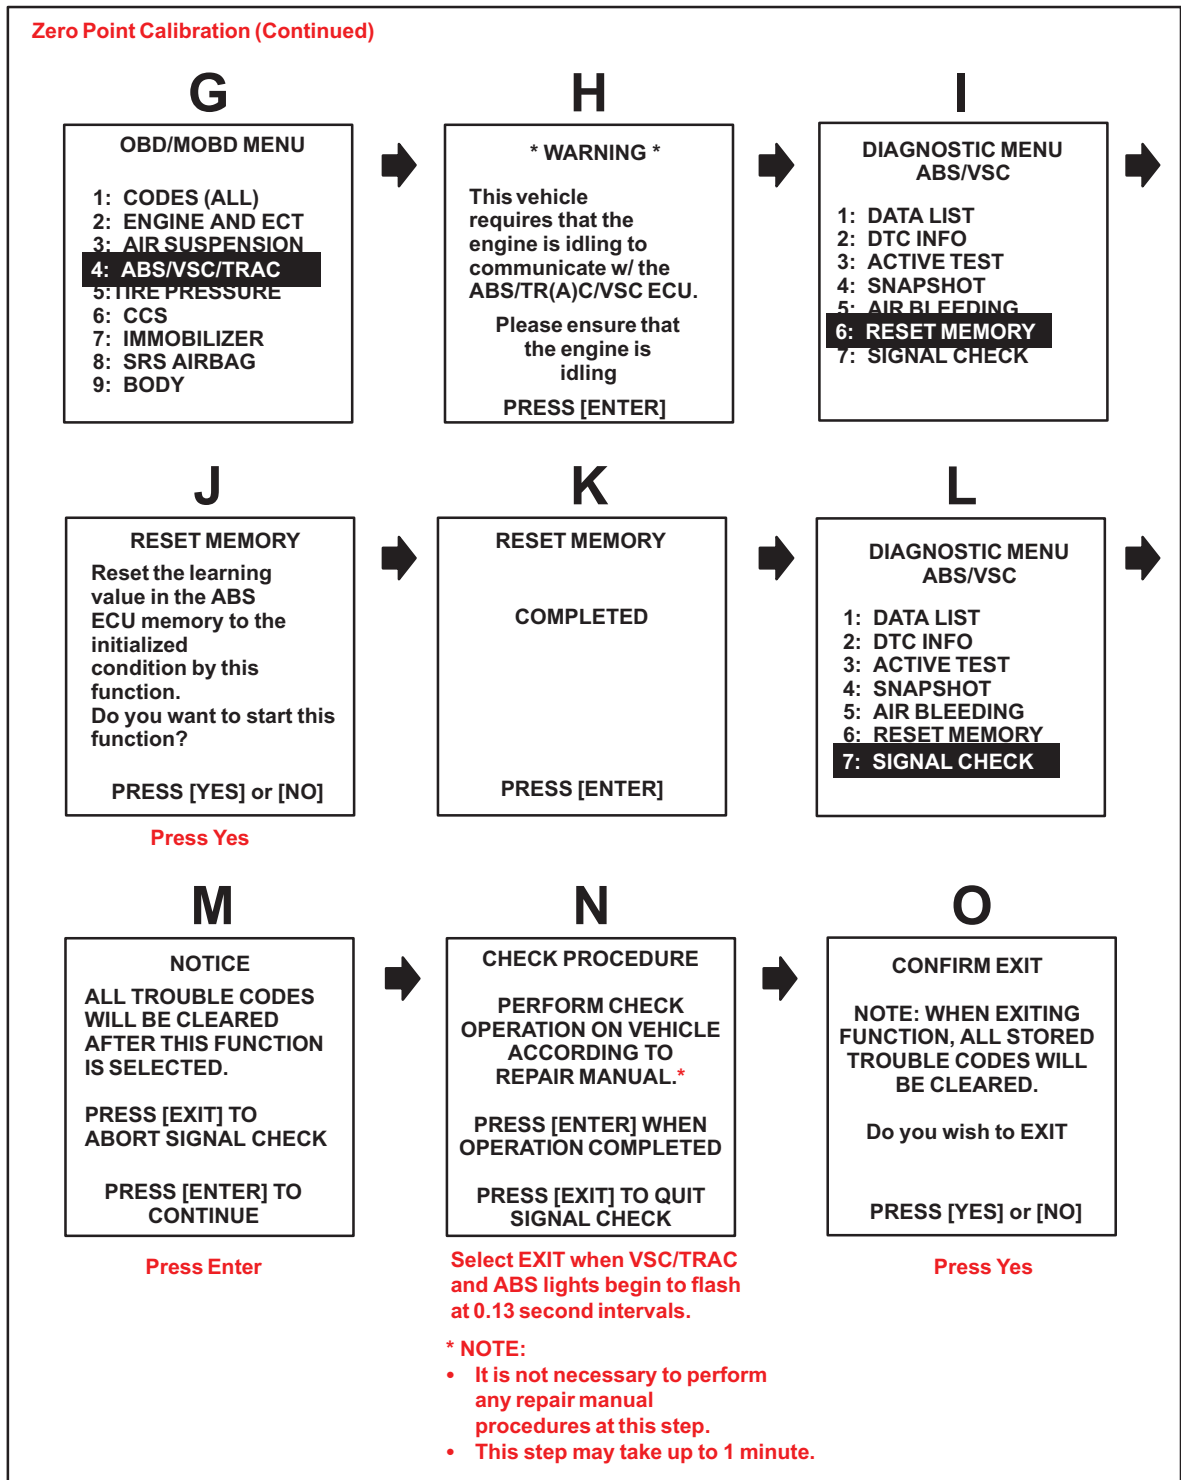 Zero Point Calibration (Continued)
G
OBD/MOBD MENU
1: CODES (ALL)
2: ENGINE AND ECT
3: AIR SUSPENSION
4: ABS/VSC/TRAC
5:TIRE PRESSURE
6: CCS
7: IMMOBILIZER
8: SRS AIRBAG
9: BODY
H
* WARNING *
This vehicle
requires that the
engine is idling to
communicate w/ the
ABS/TR(A)C/VSC ECU.
Please ensure that
the engine is
idling
PRESS [ENTER]
I
DIAGNOSTIC MENU
ABS/VSC
1: DATA LIST
2: DTC INFO
3: ACTIVE TEST
4: SNAPSHOT
5: AIR BLEEDING
6: RESET MEMORY
7: SIGNAL CHECK
J
RESET MEMORY
Reset the learning
value in the ABS
ECU memory to the
initialized
condition by this
function.
Do you want to start this
function?
PRESS [YES] or [NO]
Press Yes
K
RESET MEMORY
COMPLETED
PRESS [ENTER]
L
DIAGNOSTIC MENU
ABS/VSC
1: DATA LIST
2: DTC INFO
3: ACTIVE TEST
4: SNAPSHOT
5: AIR BLEEDING
6: RESET MEMORY
7: SIGNAL CHECK
M
NOTICE
ALL TROUBLE CODES
WILL BE CLEARED
AFTER THIS FUNCTION
IS SELECTED.
PRESS [EXIT] TO
ABORT SIGNAL CHECK
PRESS [ENTER] TO
CONTINUE
Press Enter
N
CHECK PROCEDURE
PERFORM CHECK
OPERATION ON VEHICLE
ACCORDING TO
REPAIR MANUAL.*
PRESS [ENTER] WHEN
OPERATION COMPLETED
PRESS [EXIT] TO QUIT
SIGNAL CHECK
Select EXIT when VSC/TRAC
and ABS lights begin to flash
at 0.13 second intervals.
* NOTE:
• It is not necessary to perform
any repair manual
procedures at this step.
• This step may take up to 1 minute.
O
CONFIRM EXIT
NOTE: WHEN EXITING
FUNCTION, ALL STORED
TROUBLE CODES WILL
BE CLEARED.
Do you wish to EXIT
PRESS [YES] or [NO]
Press Yes